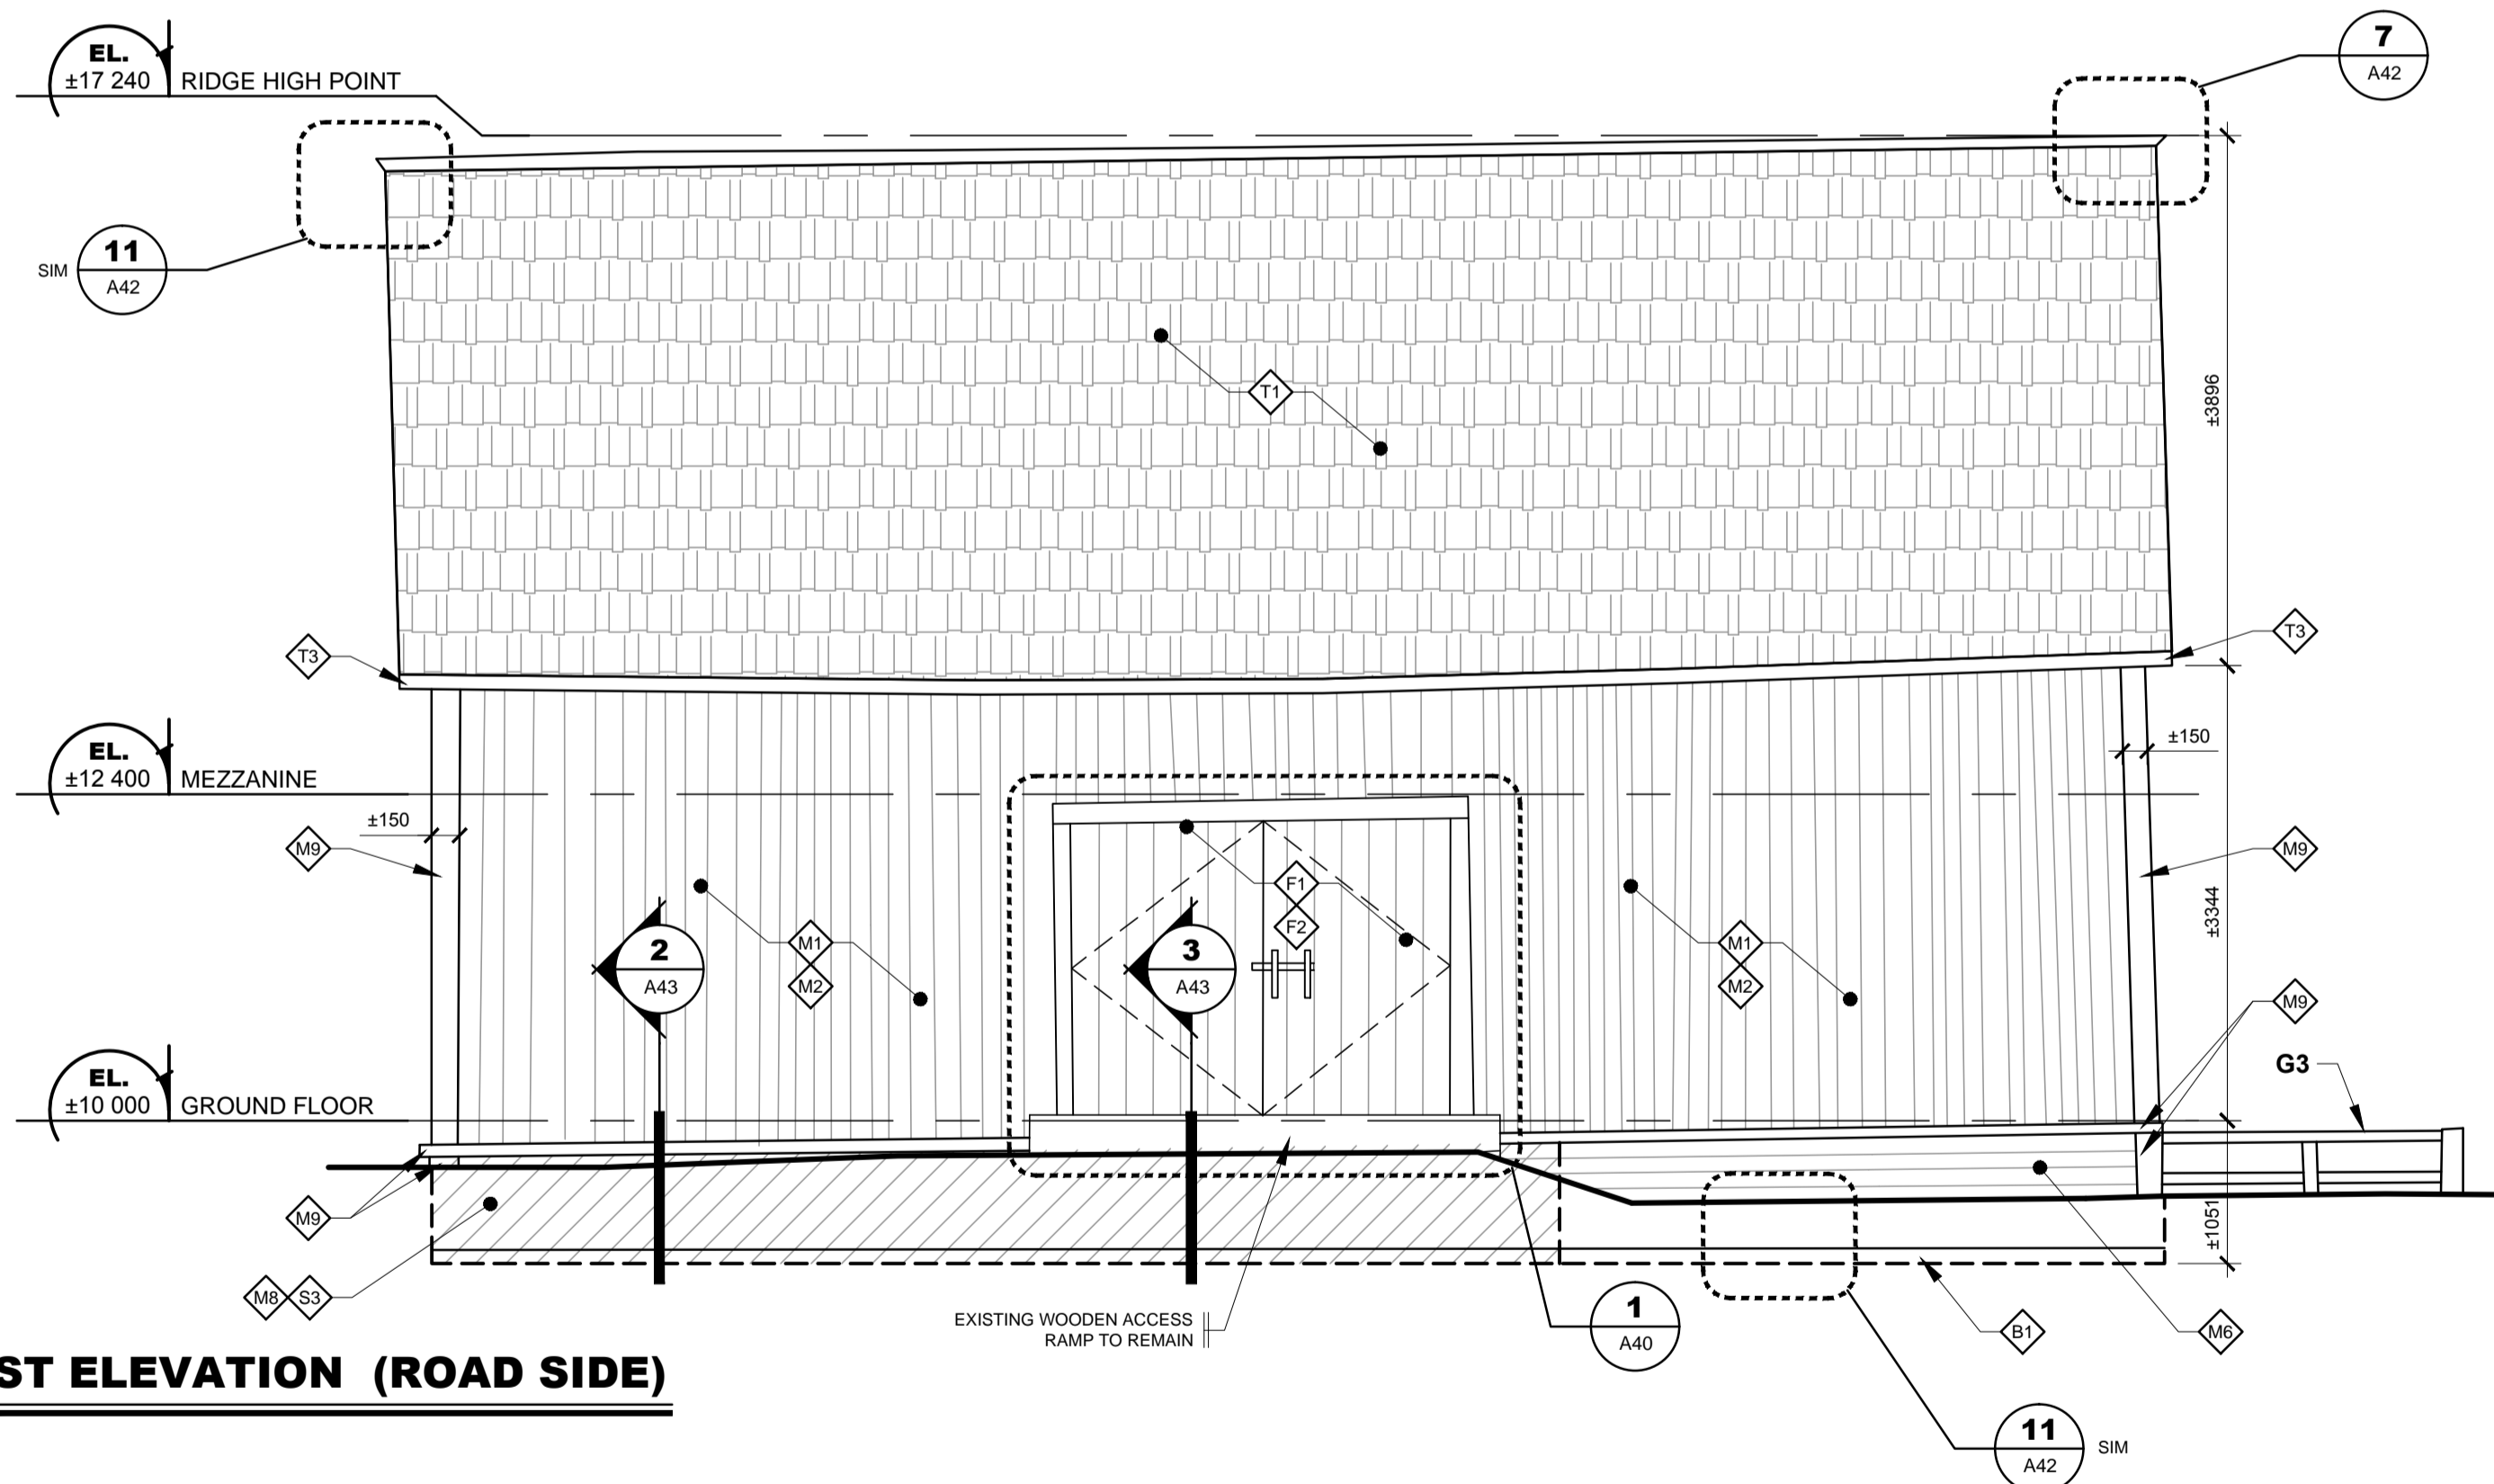 EL.
±17 240
RIDGE HIGH POINT
7
A42
SIM
11
A42
T1
±3896
T3
T3
EL.
±12 400
MEZZANINE
±150
±150
M9
M9
F1
F2
M1
M2
M1
M2
2
A43
3
A43
±3344
M9
G3
EL.
±10 000
GROUND FLOOR
M9
±1051
M8
S3
EXISTING WOODEN ACCESS
RAMP TO REMAIN
1
A40
B1
M6
ST ELEVATION (ROAD SIDE)
11
A42
SIM